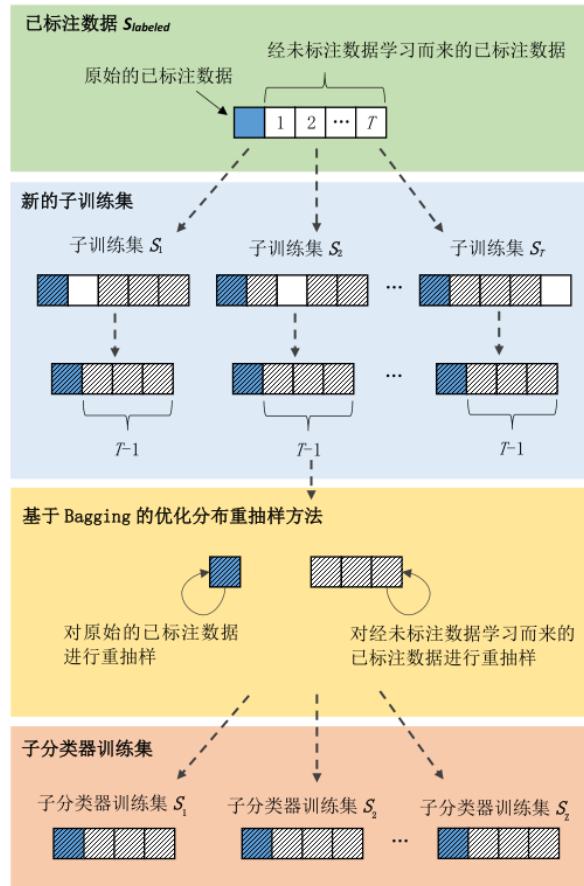 已标注数据 Slabeled
经未标注数据学习而来的已标注数据
原始的已标注数据
1 2 … T
新的子训练集
子训练集 S1 子训练集 S2 子训练集 ST
…
…
T-1 T-1 T-1
基于 Bagging 的优化分布重抽样方法
对原始的已标注数据
进行重抽样
对经未标注数据学习而来的
已标注数据进行重抽样
子分类器训练集
子分类器训练集 S1 子分类器训练集 S2 子分类器训练集 SZ
…